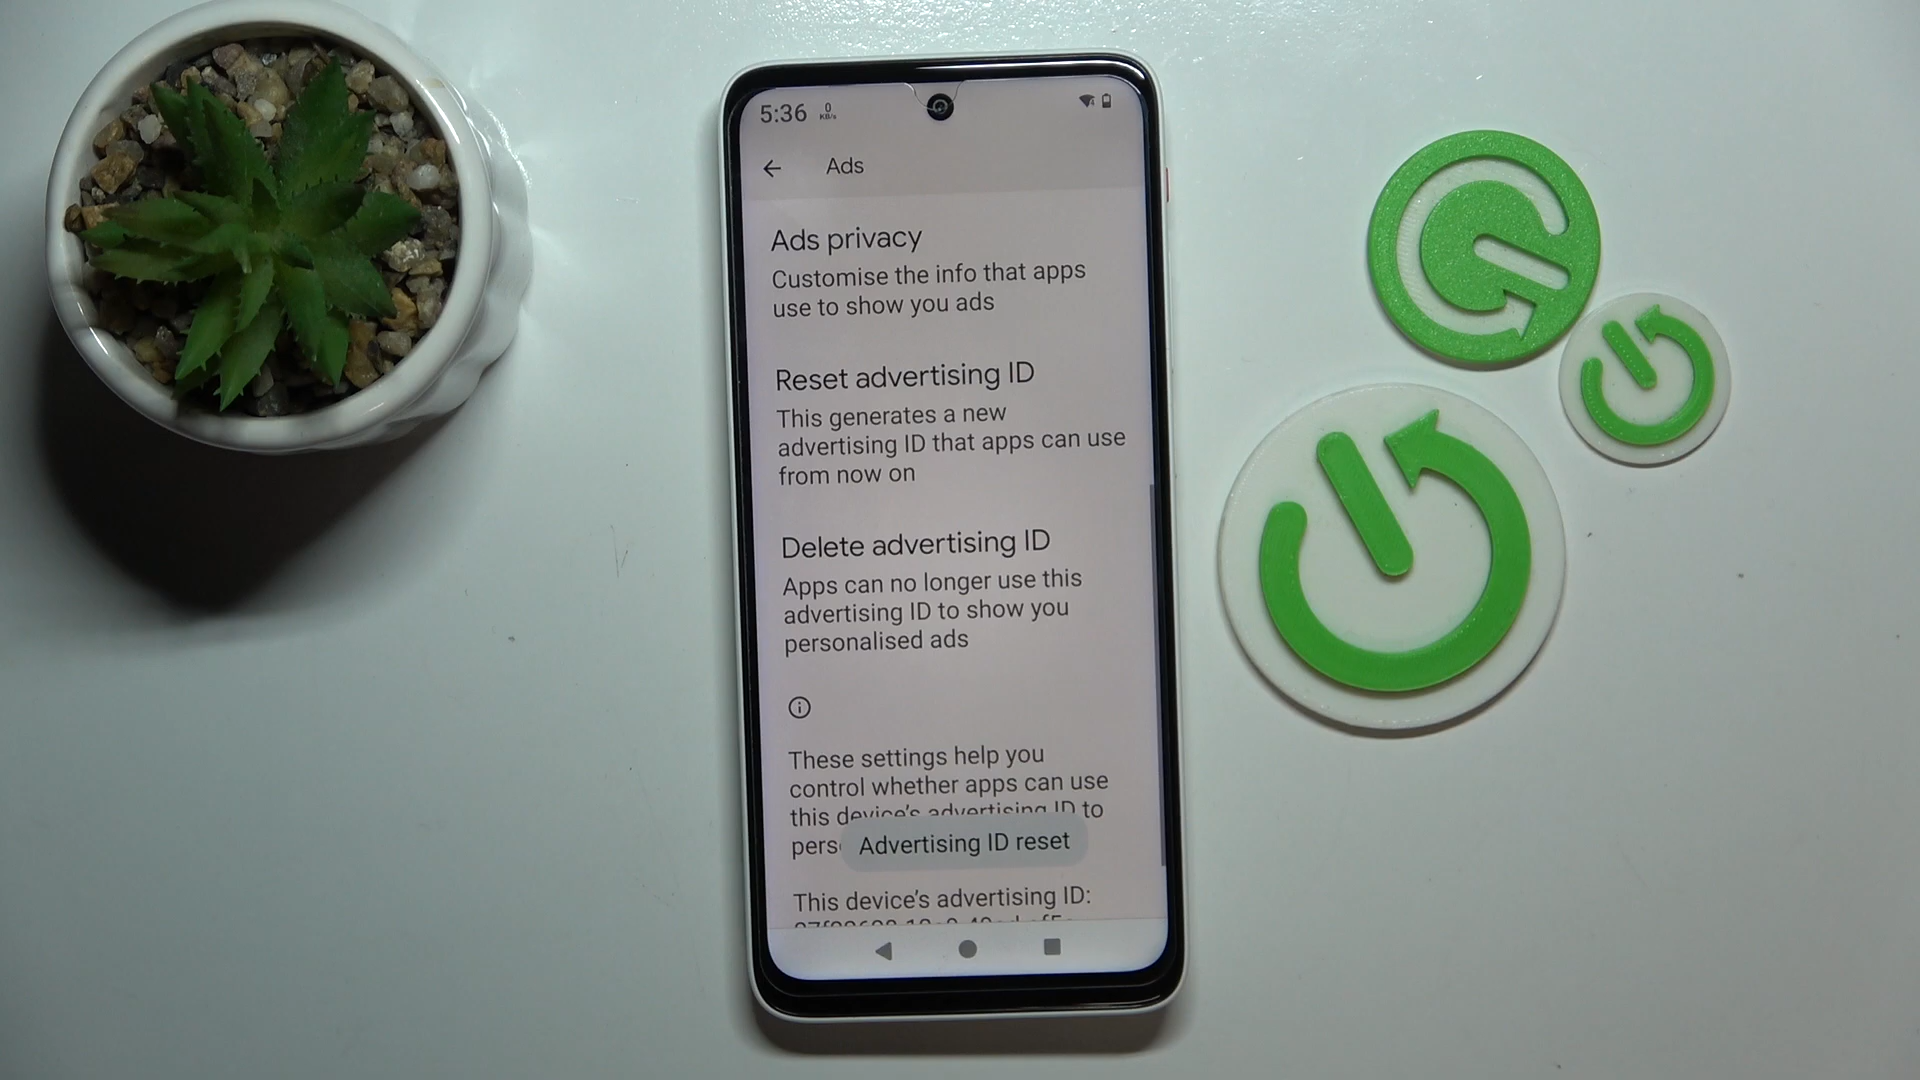 5:36 0 KB/s
Ads
Ads privacy
Customise the info that apps
use to show you ads
Reset advertising ID
This generates a new
advertising ID that apps can use
from now on
Delete advertising ID
Apps can no longer use this
advertising ID to show you
personalised ads
These settings help you
control whether apps can use
this device's advertising ID to
pers
Advertising ID reset
This device's advertising ID: